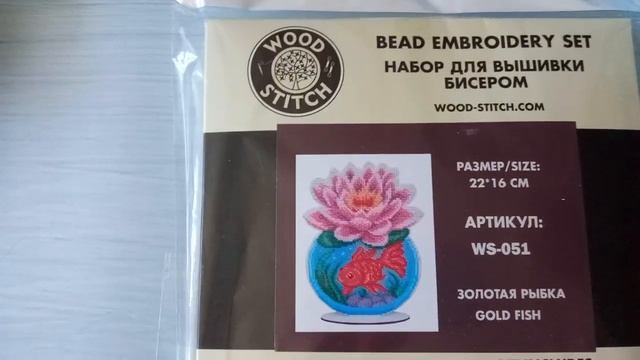 WOOD
STITCH
BEAD EMBROIDERY SET
НАБОР ДЛЯ ВЫШИВКИ
БИСЕРОМ
WOOD-STITCH.COM
РАЗМЕР/SIZE:
22*16 СМ
АРТИКУЛ:
WS-051
ЗОЛОТАЯ РЫБКА
GOLD FISH